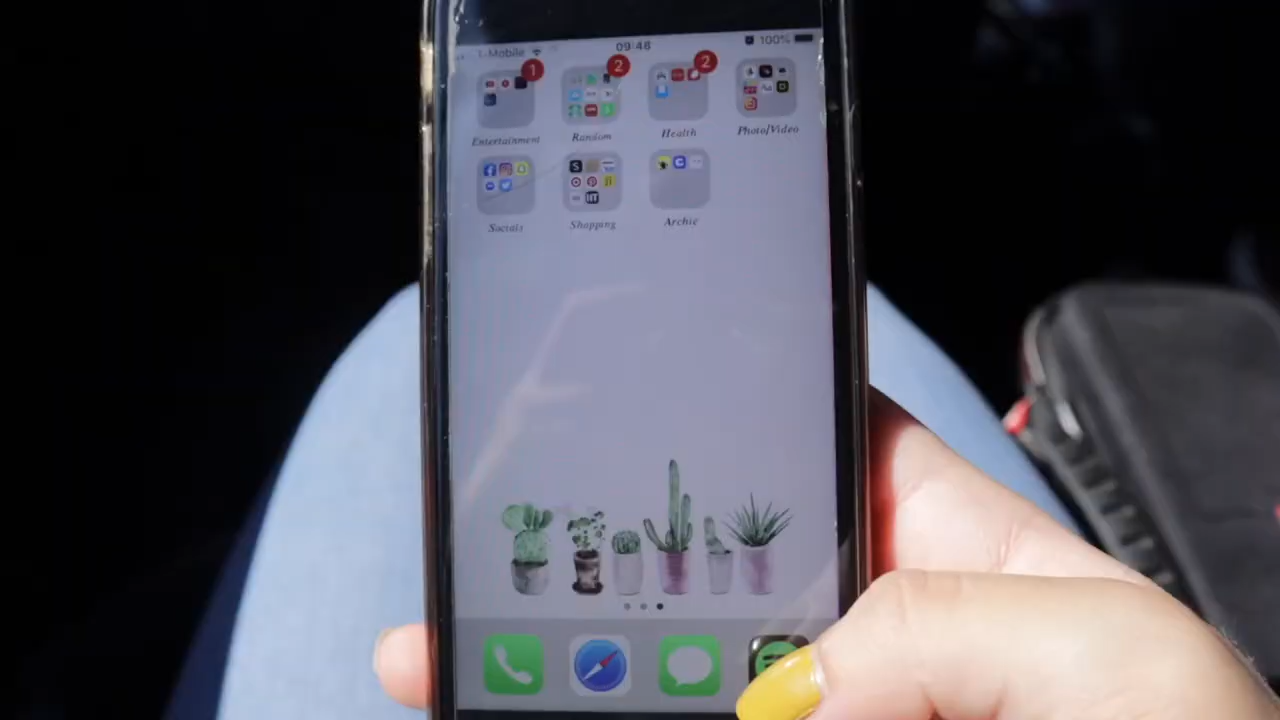 T-Mobile 09:48 100%
1 2 2
Entertainment Random Health Photo/Video
Socials Shopping Archie